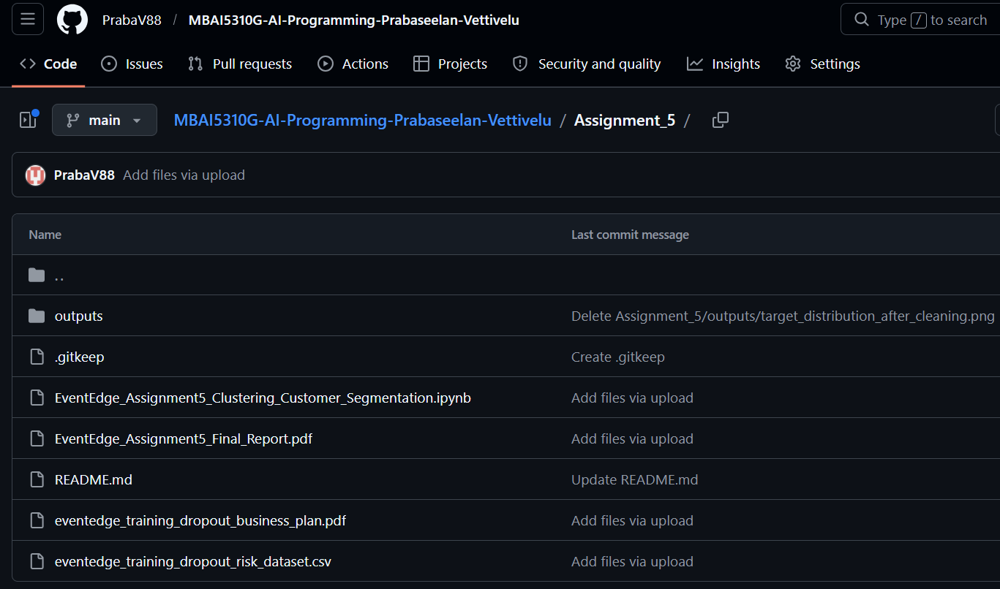 PrabaV88 / MBAI5310G-AI-Programming-Prabaseelan-Vettivelu Type / to search
Code Issues Pull requests Actions Projects Security and quality Insights Settings
main MBAI5310G-AI-Programming-Prabaseelan-Vettivelu / Assignment_5 /
PrabaV88 Add files via upload
Name Last commit message
..
outputs Delete Assignment_5/outputs/target_distribution_after_cleaning.png
.gitkeep Create .gitkeep
EventEdge_Assignment5_Clustering_Customer_Segmentation.ipynb Add files via upload
EventEdge_Assignment5_Final_Report.pdf Add files via upload
README.md Update README.md
eventedge_training_dropout_business_plan.pdf Add files via upload
eventedge_training_dropout_risk_dataset.csv Add files via upload